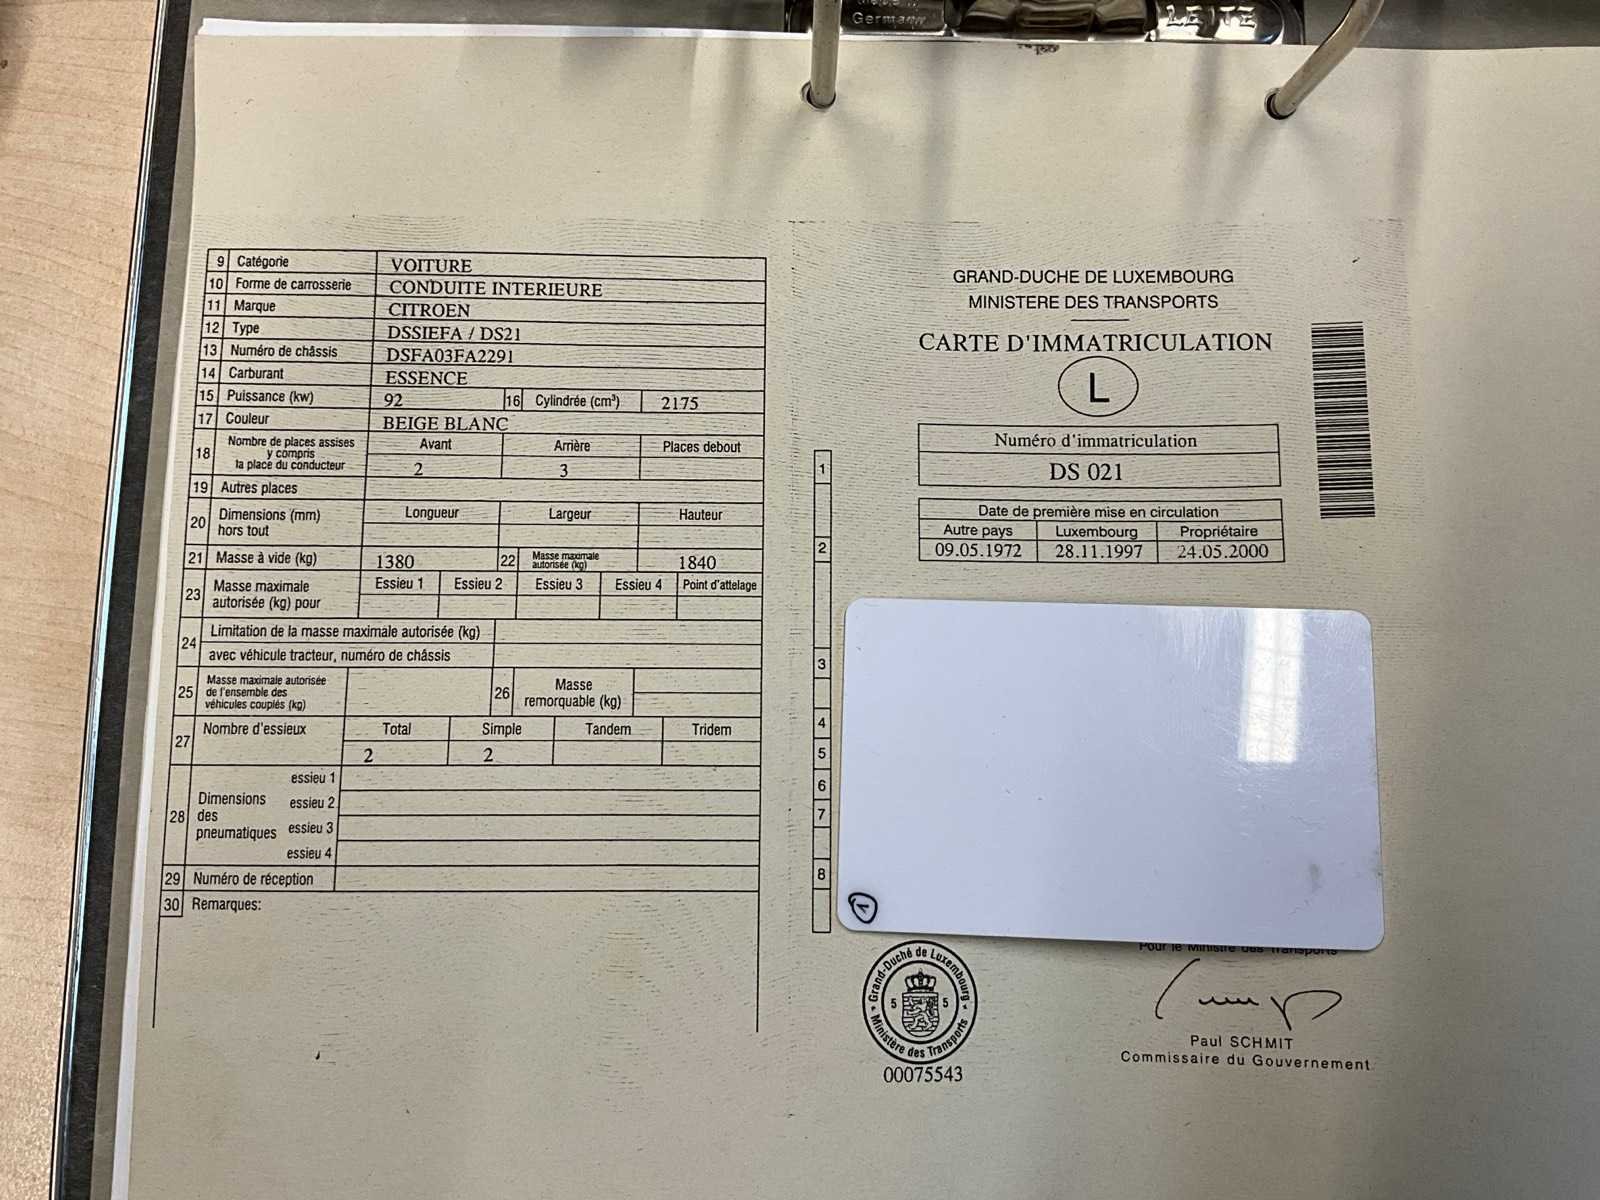 Germany
LEITZ
9 Catégorie VOITURE
10 Forme de carrosserie CONDUITE INTERIEURE
11 Marque CITROEN
12 Type DSSIEFA / DS21
13 Numéro de châssis DSFA03FA2291
14 Carburant ESSENCE
15 Puissance (kw) 92 16 Cylindrée (cm³) 2175
17 Couleur BEIGE BLANC
18 Nombre de places assises y compris la place du conducteur Avant Arrière Places debout
2 3
19 Autres places
20 Dimensions (mm) hors tout Longueur Largeur Hauteur
21 Masse à vide (kg) 1380 22 Masse maximale autorisée (kg) 1840
23 Masse maximale autorisée (kg) pour Essieu 1 Essieu 2 Essieu 3 Essieu 4 Point d'attelage
24 Limitation de la masse maximale autorisée (kg)
avec véhicule tracteur, numéro de châssis
25 Masse maximale autorisée de l'ensemble des véhicules couplés (kg) 26 Masse remorquable (kg)
27 Nombre d'essieux Total Simple Tandem Tridem
2 2
28 Dimensions des pneumatiques essieu 1
essieu 2
essieu 3
essieu 4
29 Numéro de réception
30 Remarques:
GRAND-DUCHE DE LUXEMBOURG
MINISTERE DES TRANSPORTS
CARTE D'IMMATRICULATION
L
Numéro d'immatriculation
DS 021
Date de première mise en circulation
Autre pays Luxembourg Propriétaire
09.05.1972 28.11.1997 24.05.2000
1
2
3
4
5
6
7
8
1
Pour le Ministre des Transports
Grand-Duché de Luxembourg
5 5
Ministère des Transports
00075543
Paul SCHMIT
Commissaire du Gouvernement